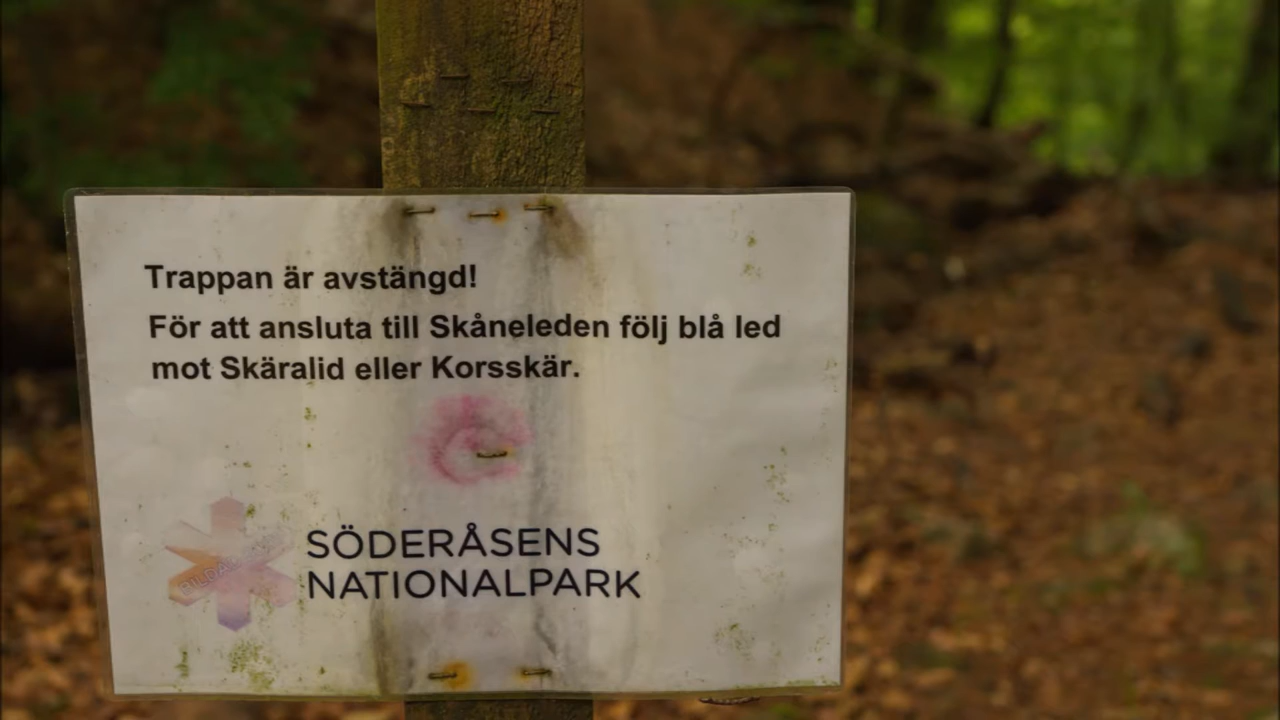 Trappan är avstängd!
För att ansluta till Skåneleden följ blå led
mot Skäralid eller Korsskär.
SÖDERÅSENS
NATIONALPARK